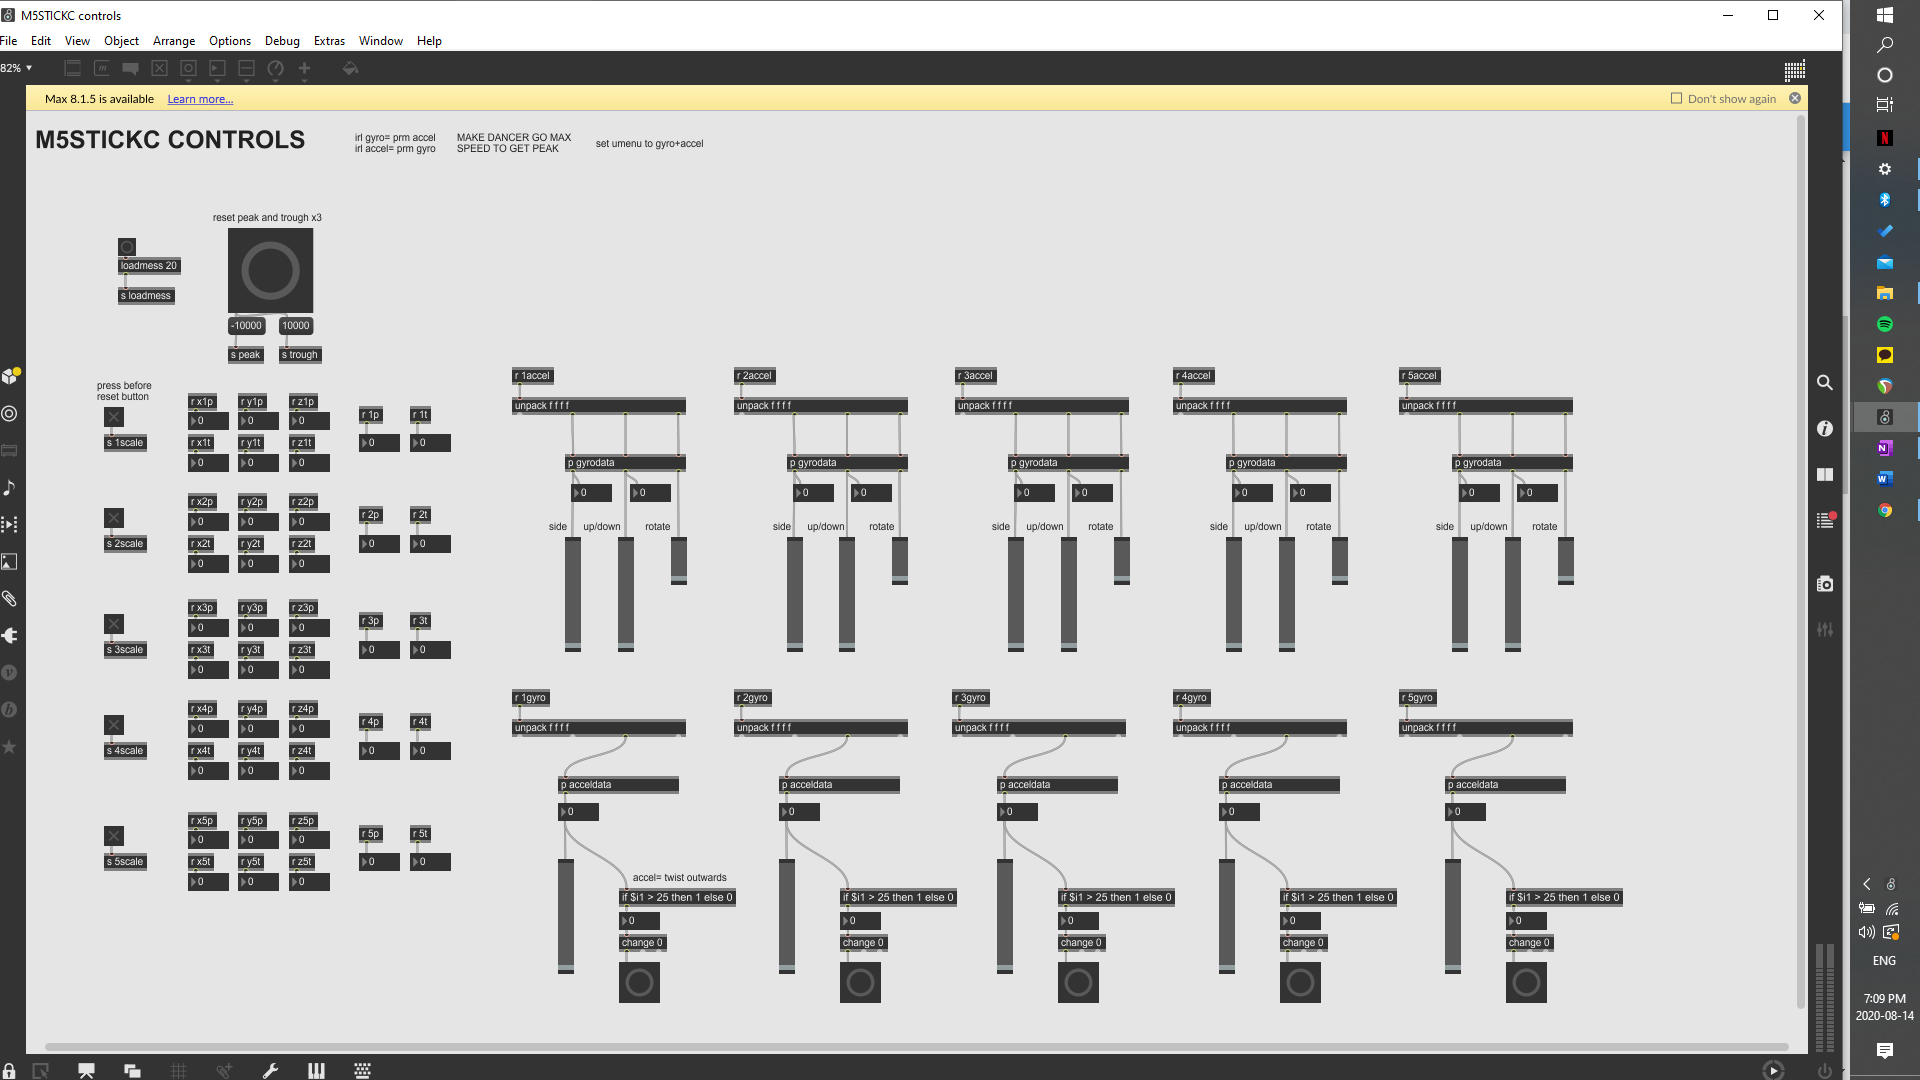 M5STICKC controls
File Edit View Object Arrange Options Debug Extras Window Help
82%
Max 8.1.5 is available Learn more... Don't show again
M5STICKC CONTROLS
irl gyro= prm accel
irl accel= prm gyro
MAKE DANCER GO MAX
SPEED TO GET PEAK
set umenu to gyro+accel
reset peak and trough x3
loadmess 20
s loadmess
-10000 10000
s peak s trough
press before
reset button
s 1scale
r x1p r y1p r z1p
0 0 0
r x1t r y1t r z1t
0 0 0
r 1p r 1t
0 0
s 2scale
r x2p r y2p r z2p
0 0 0
r x2t r y2t r z2t
0 0 0
r 2p r 2t
0 0
s 3scale
r x3p r y3p r z3p
0 0 0
r x3t r y3t r z3t
0 0 0
r 3p r 3t
0 0
s 4scale
r x4p r y4p r z4p
0 0 0
r x4t r y4t r z4t
0 0 0
r 4p r 4t
0 0
s 5scale
r x5p r y5p r z5p
0 0 0
r x5t r y5t r z5t
0 0 0
r 5p r 5t
0 0
r 1accel r 2accel r 3accel r 4accel r 5accel
unpack f f f f unpack f f f f unpack f f f f unpack f f f f unpack f f f f
p gyrodata p gyrodata p gyrodata p gyrodata p gyrodata
0 0 0 0 0 0 0 0 0 0
side up/down rotate side up/down rotate side up/down rotate side up/down rotate side up/down rotate
r 1gyro r 2gyro r 3gyro r 4gyro r 5gyro
unpack f f f f unpack f f f f unpack f f f f unpack f f f f unpack f f f f
p acceldata p acceldata p acceldata p acceldata p acceldata
0 0 0 0 0
accel= twist outwards
if $i1 > 25 then 1 else 0 if $i1 > 25 then 1 else 0 if $i1 > 25 then 1 else 0 if $i1 > 25 then 1 else 0 if $i1 > 25 then 1 else 0
0 0 0 0 0
change 0 change 0 change 0 change 0 change 0
ENG
7:09 PM
2020-08-14